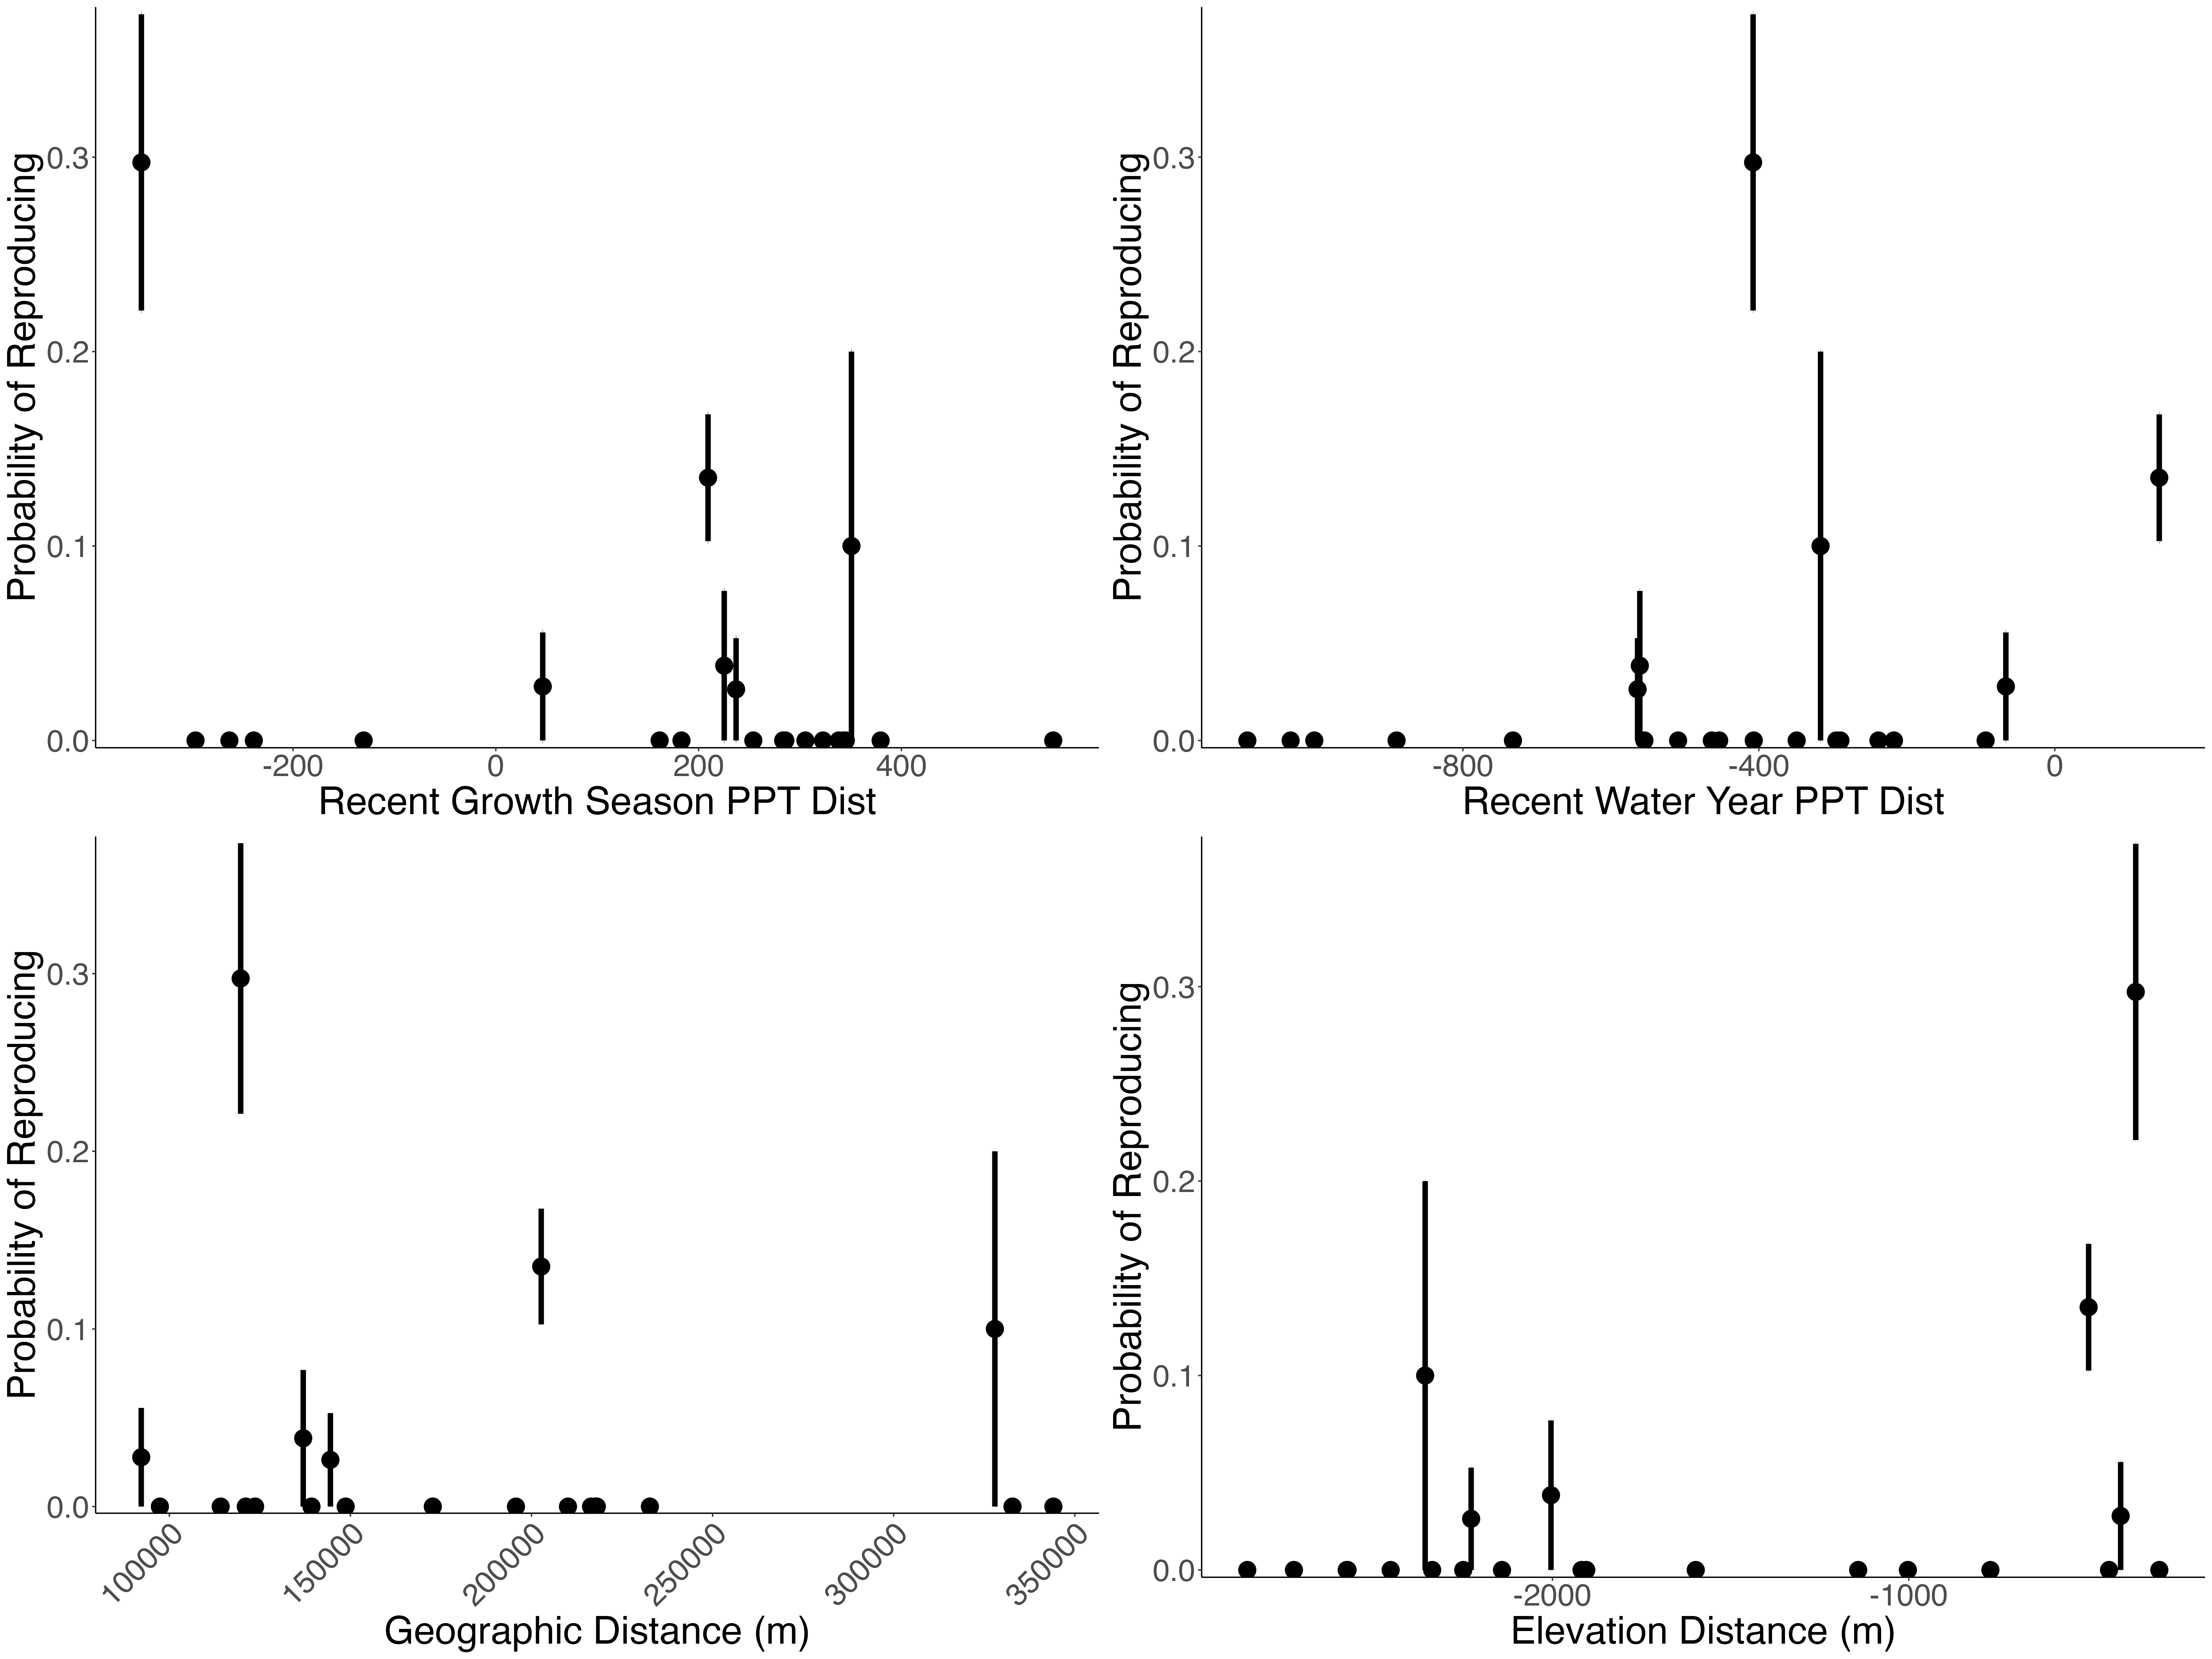 Probability of Reproducing
0.3
0.2
0.1
0.0
-200 0 200 400
Recent Growth Season PPT Dist
Probability of Reproducing
0.3
0.2
0.1
0.0
-800 -400 0
Recent Water Year PPT Dist
Probability of Reproducing
0.3
0.2
0.1
0.0
100000 150000 200000 250000 300000 350000
Geographic Distance (m)
Probability of Reproducing
0.3
0.2
0.1
0.0
-2000 -1000
Elevation Distance (m)